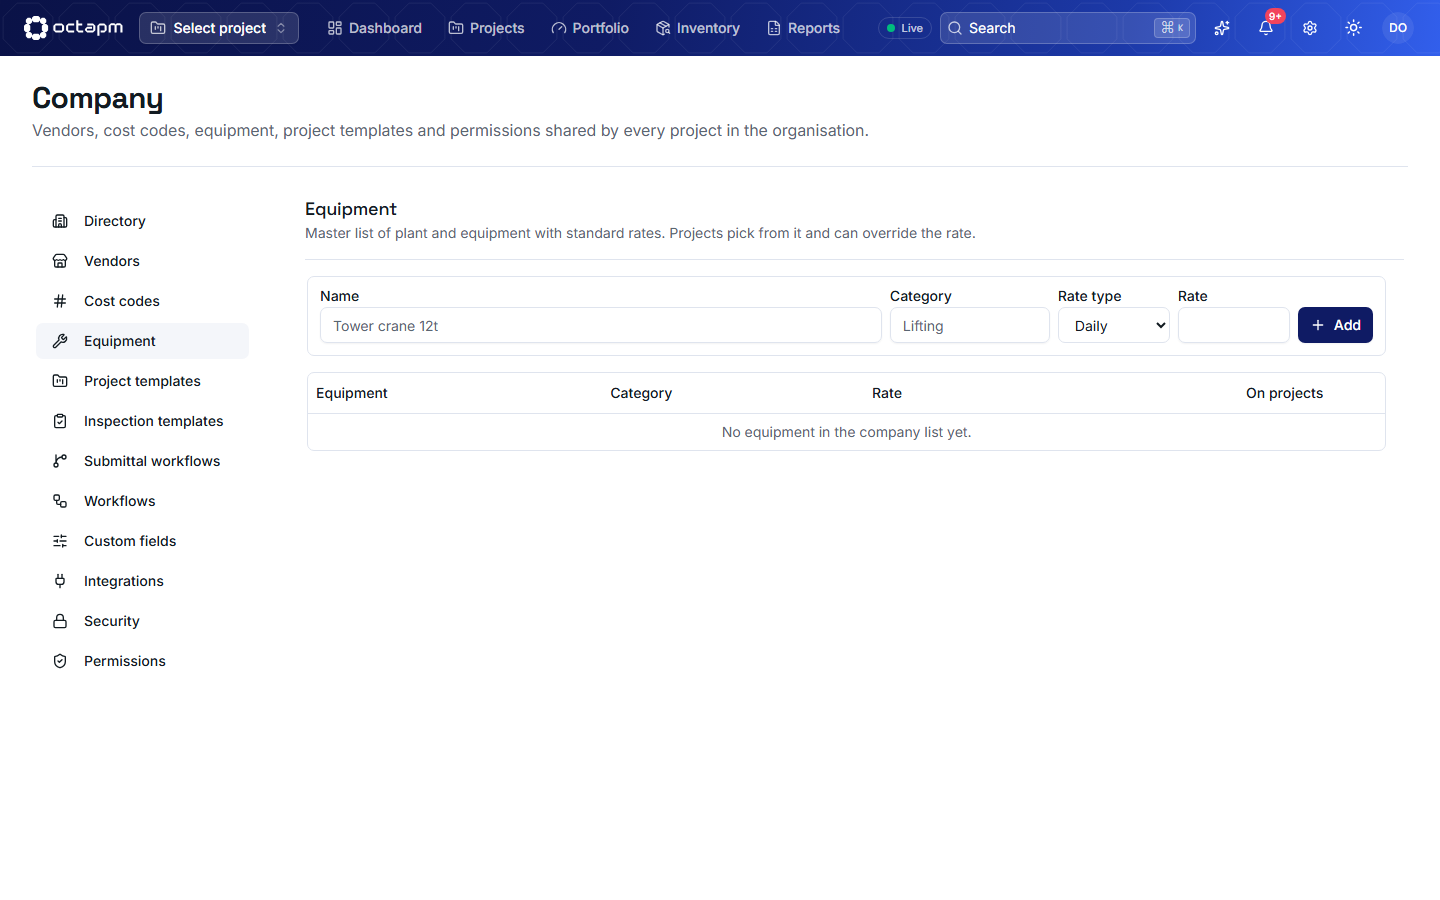 octapm
Select project
Dashboard
Projects
Portfolio
Inventory
Reports
Live
Search
⌘ K
9+
DO
Company
Vendors, cost codes, equipment, project templates and permissions shared by every project in the organisation.
Directory
Vendors
Cost codes
Equipment
Project templates
Inspection templates
Submittal workflows
Workflows
Custom fields
Integrations
Security
Permissions
Equipment
Master list of plant and equipment with standard rates. Projects pick from it and can override the rate.
Name Category Rate type Rate
Tower crane 12t Lifting Daily Add
Equipment Category Rate On projects
No equipment in the company list yet.